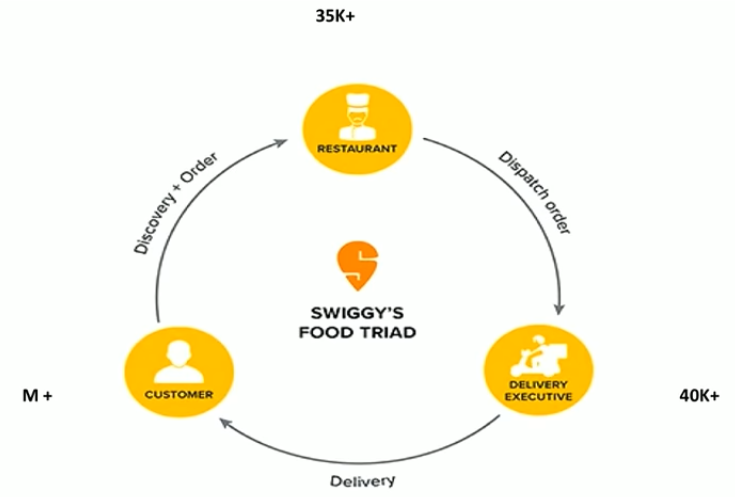 35K+
RESTAURANT
Discovery + Order
Dispatch order
SWIGGY'S
FOOD TRIAD
M +
CUSTOMER
DELIVERY
EXECUTIVE
40K+
Delivery